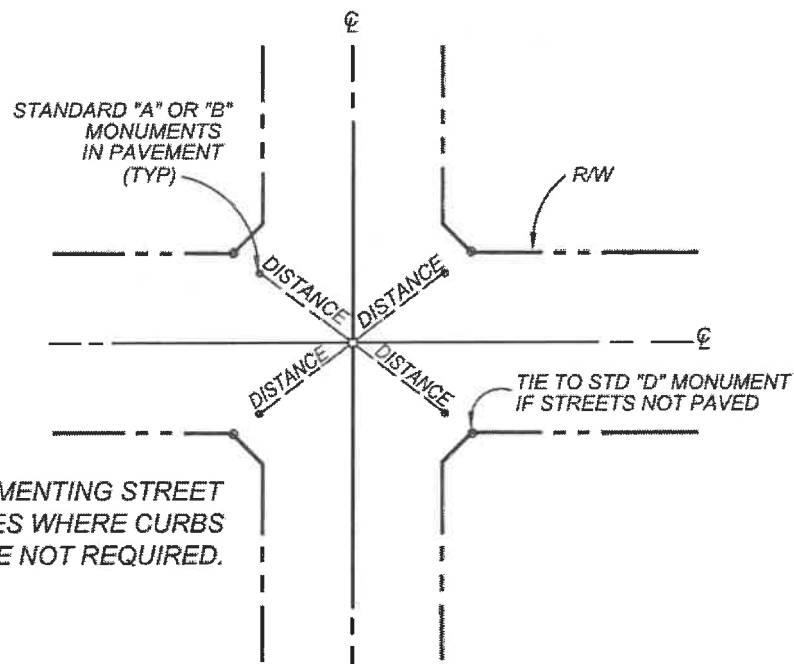 ℄
STANDARD "A" OR "B"
MONUMENTS
IN PAVEMENT
(TYP)
R/W
DISTANCE
DISTANCE
℄
DISTANCE
DISTANCE
TIE TO STD "D" MONUMENT
IF STREETS NOT PAVED
MENTING STREET
ES WHERE CURBS
E NOT REQUIRED.